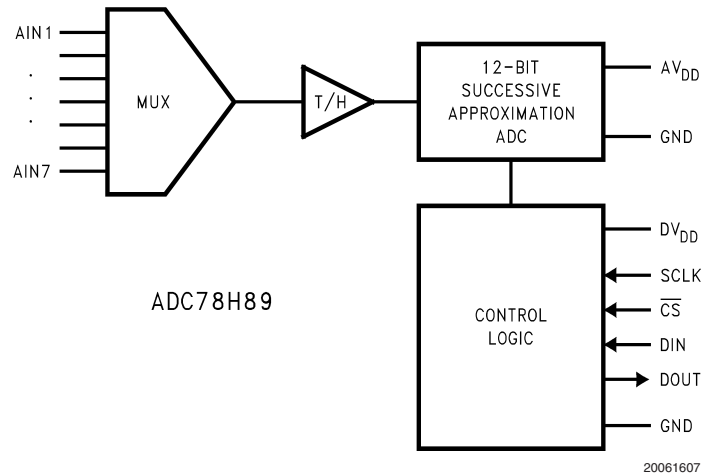 AIN1
.
.
.
AIN7
MUX
T/H
12-BIT
SUCCESSIVE
APPROXIMATION
ADC
AVDD
GND
CONTROL
LOGIC
DVDD
SCLK
C̅S̅
DIN
DOUT
GND
ADC78H89
20061607